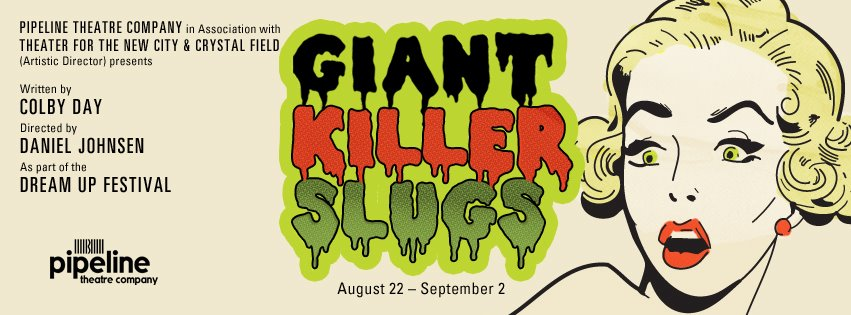 PIPELINE THEATRE COMPANY in Association with
THEATER FOR THE NEW CITY & CRYSTAL FIELD
(Artistic Director) presents
Written by
COLBY DAY
Directed by
DANIEL JOHNSEN
As part of the
DREAM UP FESTIVAL
pipeline
theatre company
GIANT
KILLER
SLUGS
August 22 – September 2